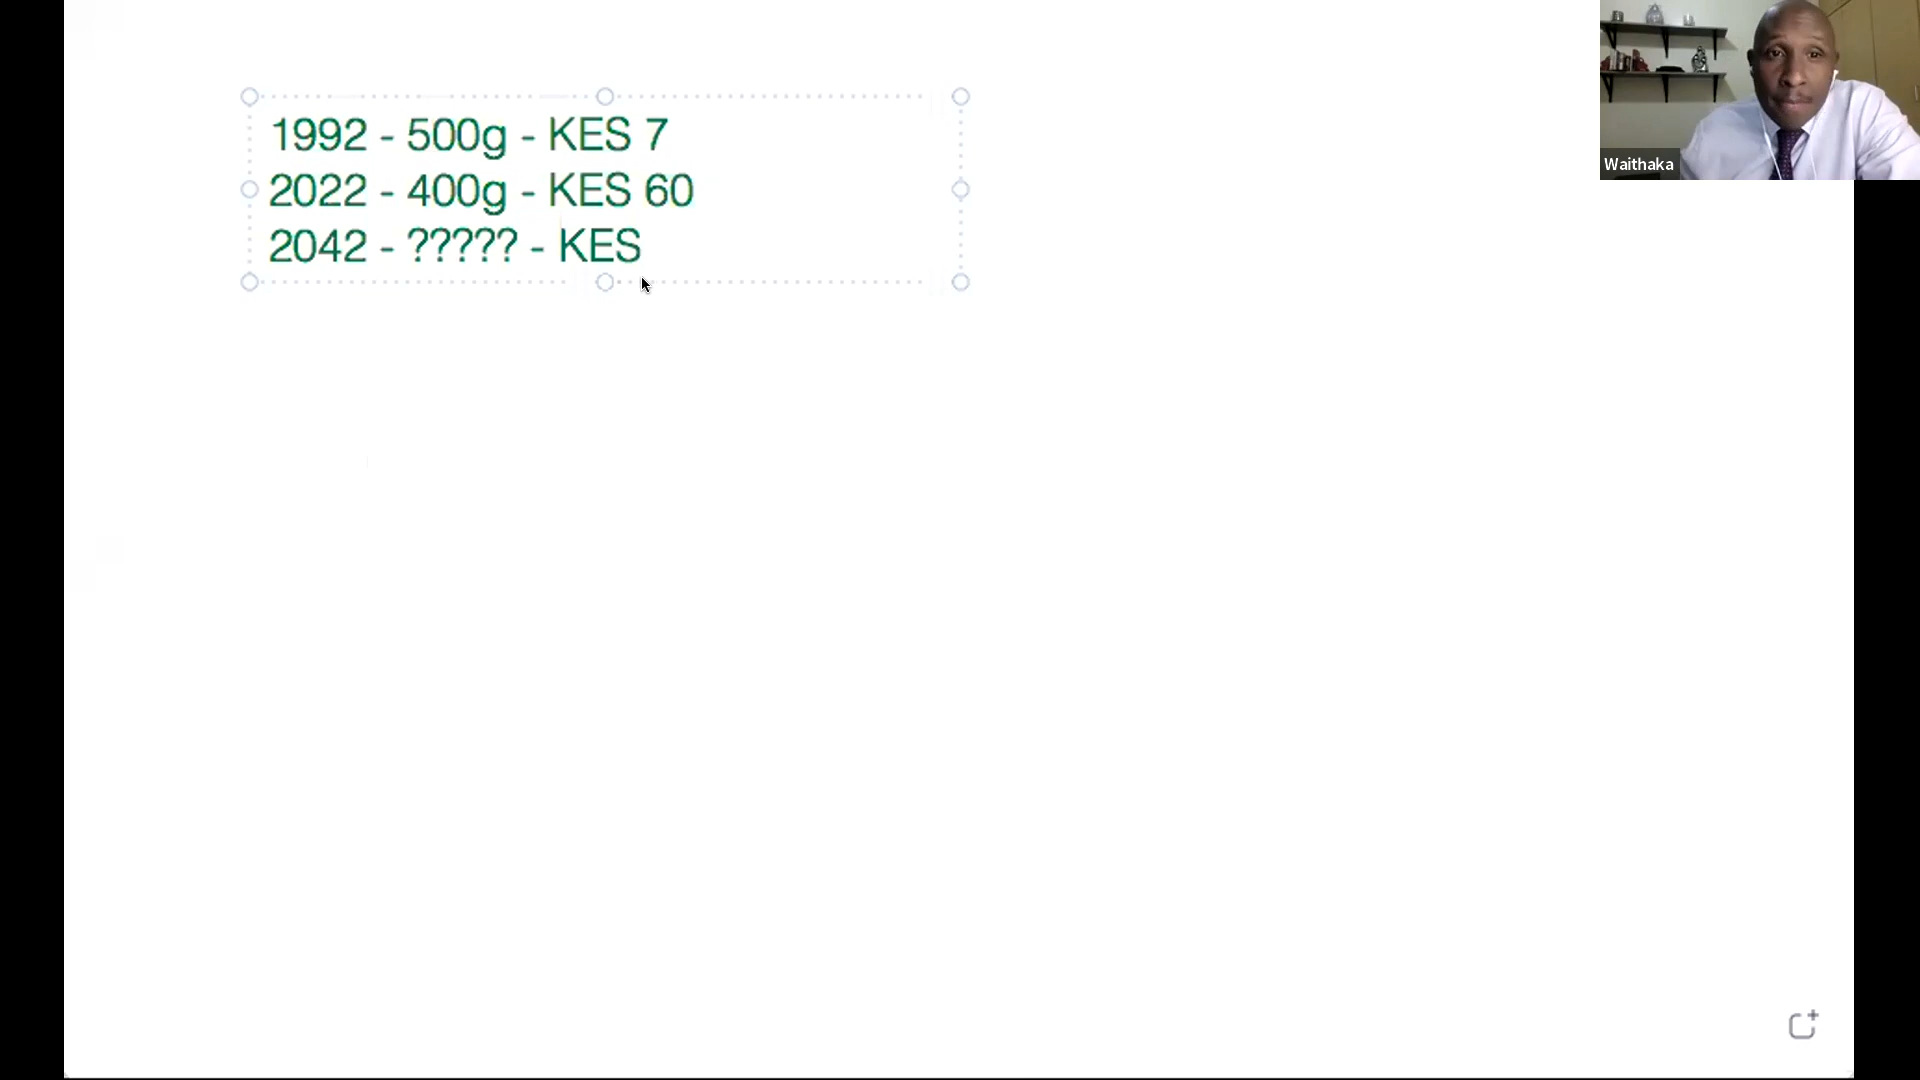 1992 - 500g - KES 7
2022 - 400g - KES 60
2042 - ????? - KES
Waithaka